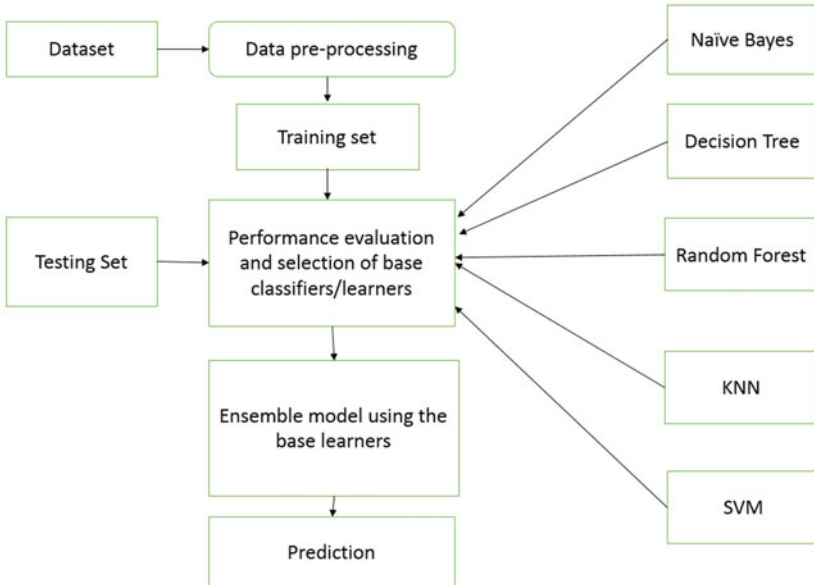 Dataset
Data pre-processing
Naïve Bayes
Training set
Decision Tree
Testing Set
Performance evaluation
and selection of base
classifiers/learners
Random Forest
Ensemble model using the
base learners
KNN
SVM
Prediction